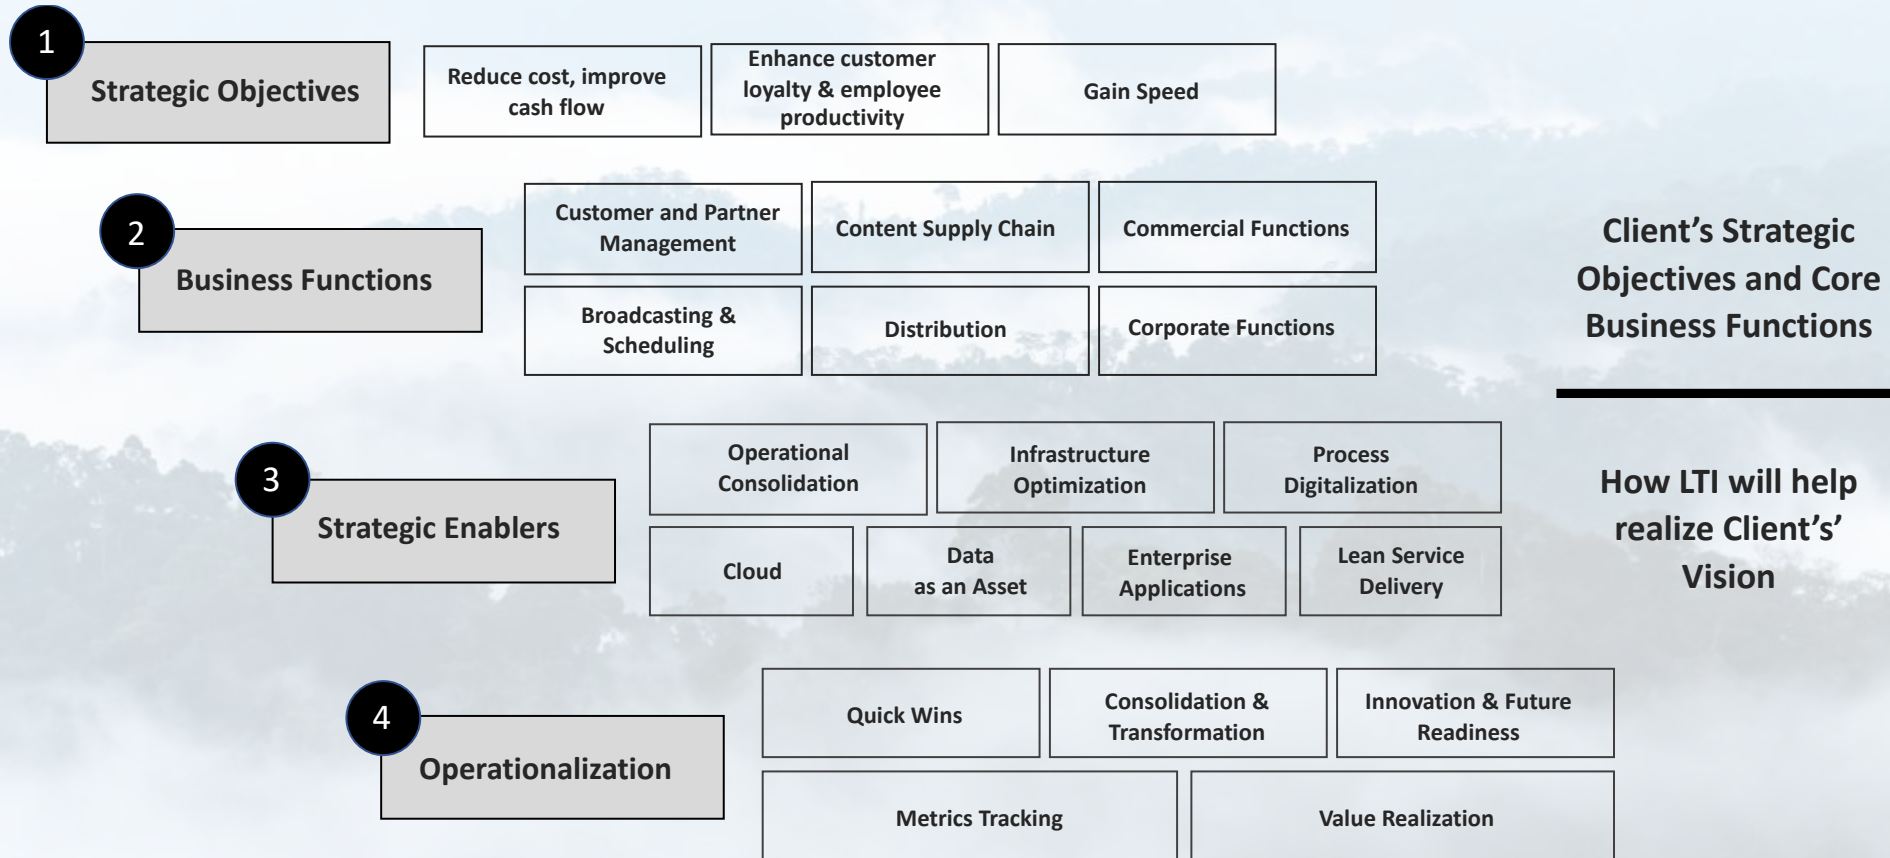 1
Strategic Objectives
Reduce cost, improve
cash flow
Enhance customer
loyalty & employee
productivity
Gain Speed
2
Business Functions
Customer and Partner
Management
Content Supply Chain
Commercial Functions
Broadcasting &
Scheduling
Distribution
Corporate Functions
Client’s Strategic
Objectives and Core
Business Functions
3
Strategic Enablers
Operational
Consolidation
Infrastructure
Optimization
Process
Digitalization
Cloud
Data
as an Asset
Enterprise
Applications
Lean Service
Delivery
How LTI will help
realize Client’s’
Vision
4
Operationalization
Quick Wins
Consolidation &
Transformation
Innovation & Future
Readiness
Metrics Tracking
Value Realization